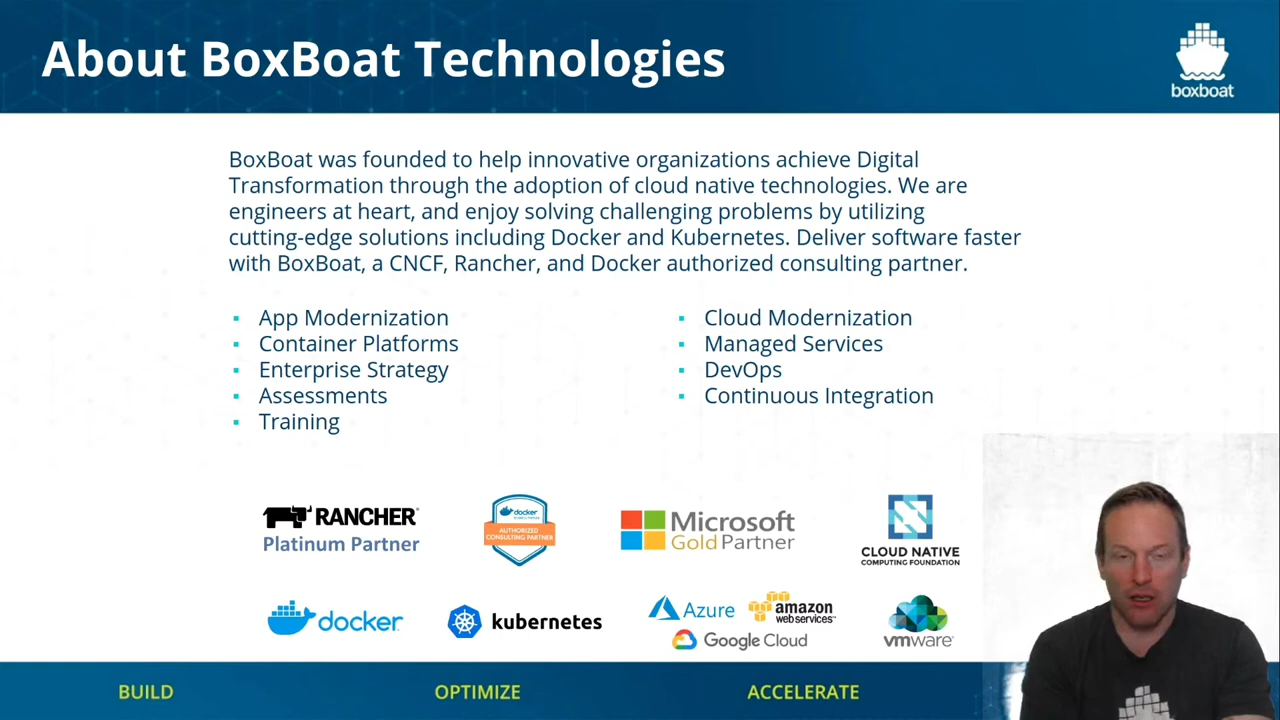 About BoxBoat Technologies
boxboat
BoxBoat was founded to help innovative organizations achieve Digital
Transformation through the adoption of cloud native technologies. We are
engineers at heart, and enjoy solving challenging problems by utilizing
cutting-edge solutions including Docker and Kubernetes. Deliver software faster
with BoxBoat, a CNCF, Rancher, and Docker authorized consulting partner.
App Modernization
Container Platforms
Enterprise Strategy
Assessments
Training
Cloud Modernization
Managed Services
DevOps
Continuous Integration
RANCHER
Platinum Partner
docker
AUTHORIZED
CONSULTING PARTNER
Microsoft
Gold Partner
CLOUD NATIVE
COMPUTING FOUNDATION
docker
kubernetes
Azure
amazon
web services™
Google Cloud
vmware
BUILD
OPTIMIZE
ACCELERATE